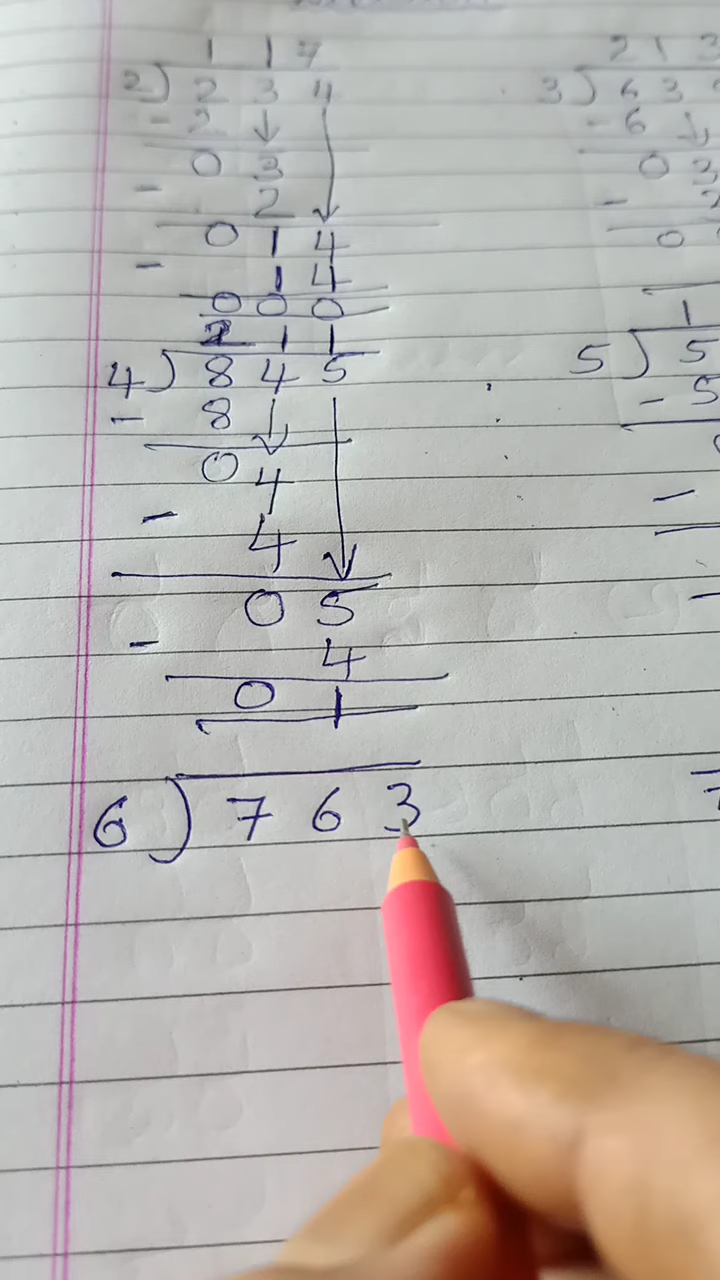 1 1 7
2 ) 2 3 4
- 2 ↓
0 3
- 2
0 1 4
- 1 4
0 0 0
2 1 1
4 ) 8 4 5
- 8 ↓
0 4
- 4
0 5
- 4
0 1
6 ) 7 6 3
2 1 3
3 ) 6 3
- 6 ↓
0 3
-
0
1
5 ) 5
- 5
-
-
7